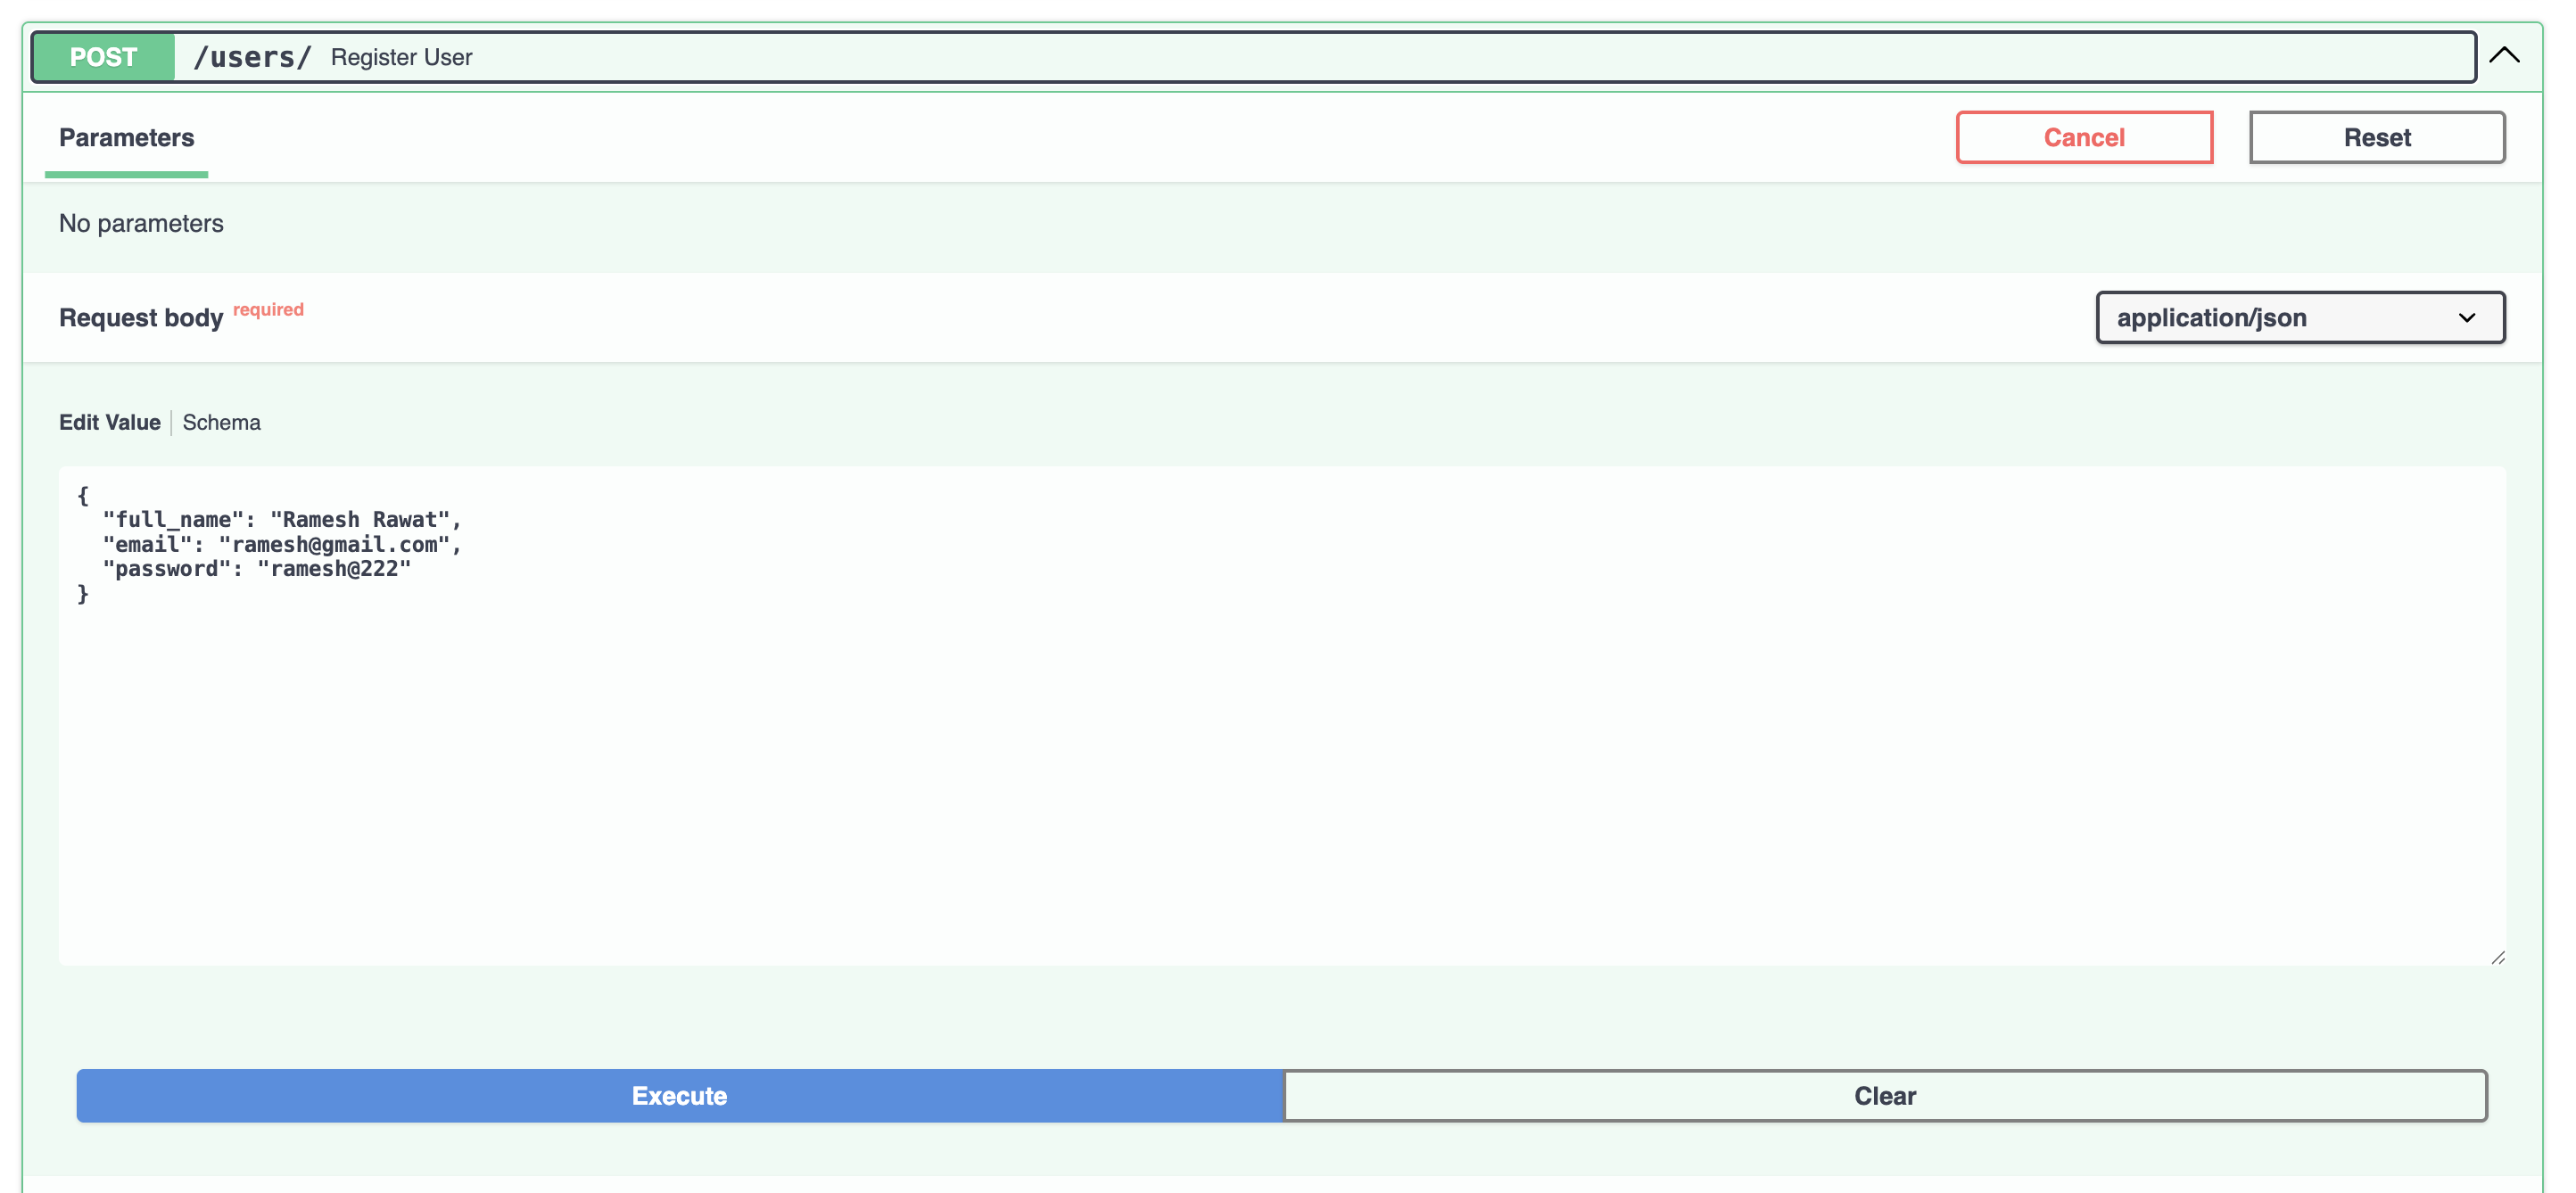 POST /users/ Register User
Parameters Cancel Reset
No parameters
Request body required application/json
Edit Value Schema
{
"full_name": "Ramesh Rawat",
"email": "ramesh@gmail.com",
"password": "ramesh@222"
}
Execute Clear